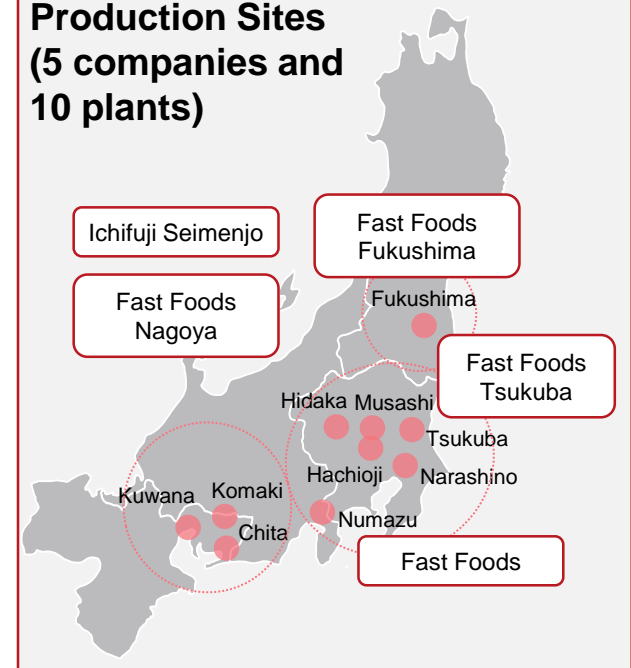 Production Sites
(5 companies and
10 plants)
Ichifuji Seimenjo
Fast Foods
Fukushima
Fast Foods
Nagoya
Fukushima
Fast Foods
Tsukuba
Hidaka
Musashi
Tsukuba
Hachioji
Narashino
Kuwana
Komaki
Chita
Numazu
Fast Foods